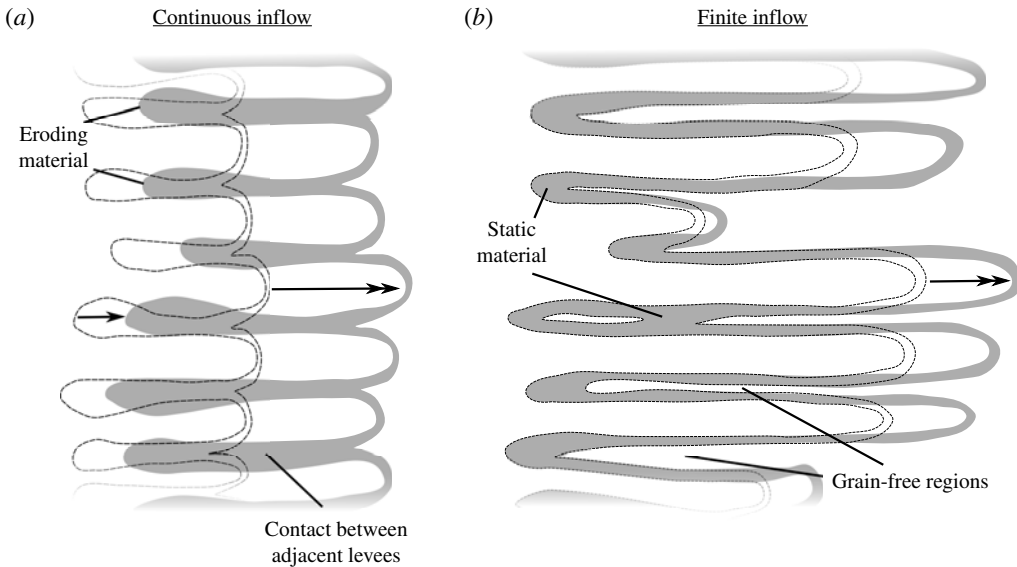 (a)
Continuous inflow
(b)
Finite inflow
Eroding
material
Static
material
Grain-free regions
Contact between
adjacent levees